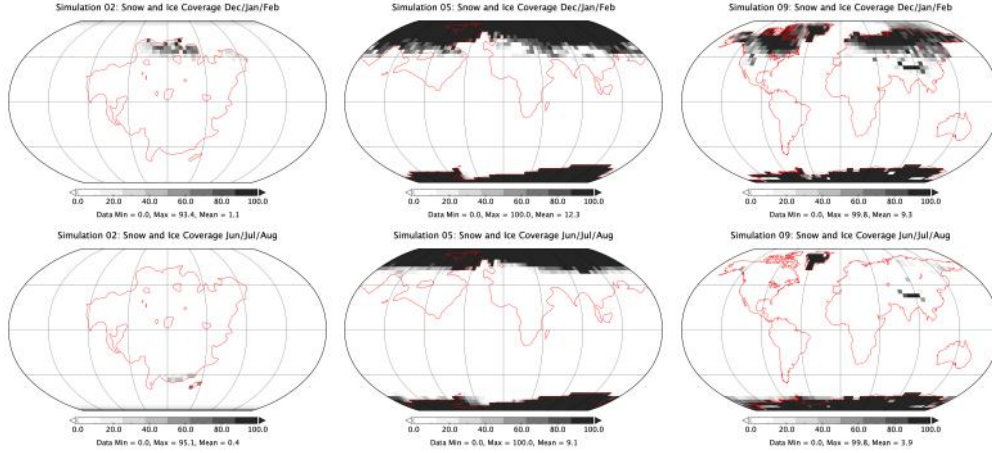 Simulation 02: Snow and Ice Coverage Dec/Jan/Feb
0.0 20.0 40.0 60.0 80.0 100.0
Data Min = 0.0, Max = 93.4, Mean = 1.1
Simulation 05: Snow and Ice Coverage Dec/Jan/Feb
0.0 20.0 40.0 60.0 80.0 100.0
Data Min = 0.0, Max = 100.0, Mean = 12.3
Simulation 09: Snow and Ice Coverage Dec/Jan/Feb
0.0 20.0 40.0 60.0 80.0 100.0
Data Min = 0.0, Max = 99.8, Mean = 9.3
Simulation 02: Snow and Ice Coverage Jun/Jul/Aug
0.0 20.0 40.0 60.0 80.0 100.0
Data Min = 0.0, Max = 95.1, Mean = 0.4
Simulation 05: Snow and Ice Coverage Jun/Jul/Aug
0.0 20.0 40.0 60.0 80.0 100.0
Data Min = 0.0, Max = 100.0, Mean = 9.1
Simulation 09: Snow and Ice Coverage Jun/Jul/Aug
0.0 20.0 40.0 60.0 80.0 100.0
Data Min = 0.0, Max = 99.8, Mean = 3.9